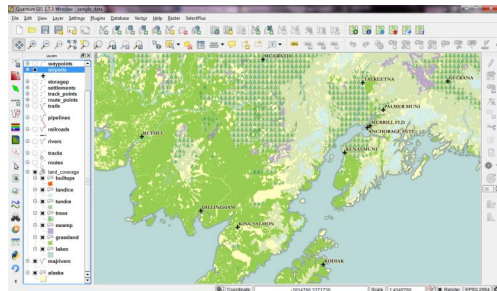 Quantum GIS 1.7.3-Wroclaw - sample_data
File Edit View Layer Settings Plugins Database Vector Help Raster SelectPlus
Layers
waypoints
airports
storagep
settlements
track_points
route_points
trails
pipelines
railroads
rivers
tracks
routes
land_coverage
builtups
landice
tundra
trees
swamp
grassland
lakes
majrivers
alaska
MCGRATH
TALKEETNA
GULKANA
PALMER MUNI
MERRILL FLD
ANCHORAGE INTL
KENAI MUNI
BETHEL
DILLINGHAM
KING SALMON
KODIAK
Coordinate:
Scale
Render